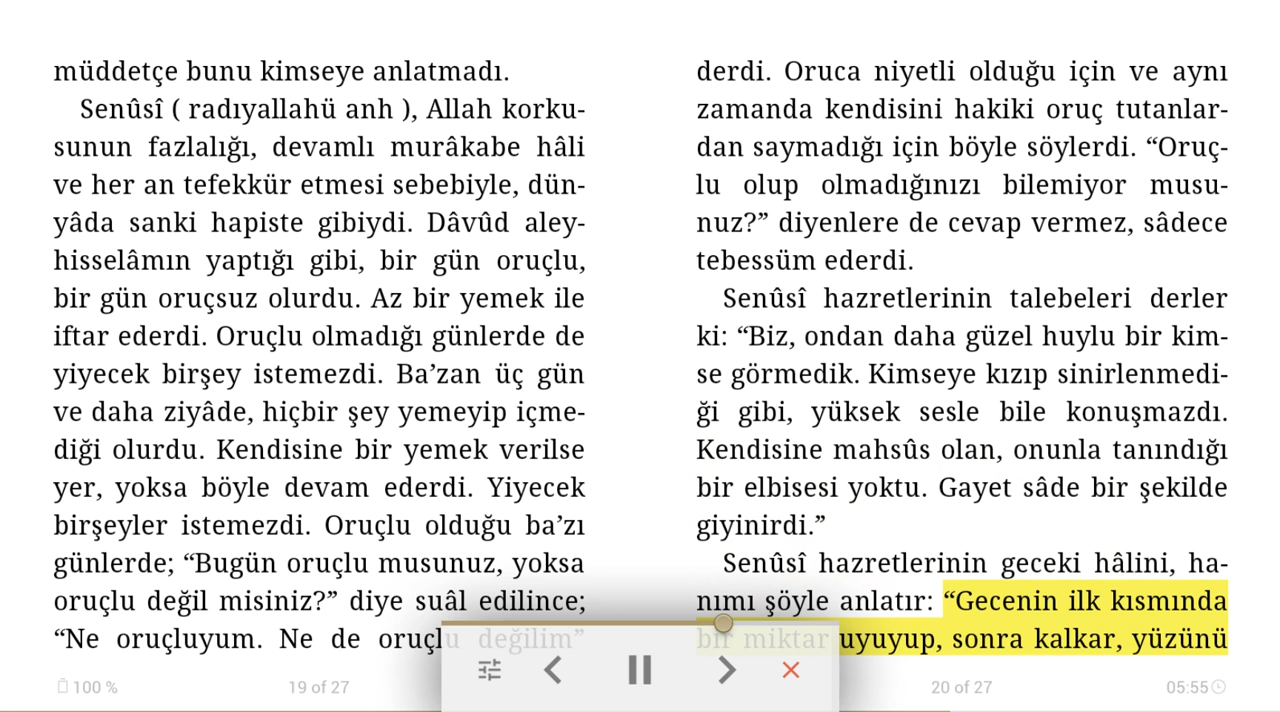 müddetçe bunu kimseye anlatmadı.
Senûsî ( radıyallahü anh ), Allah korku-
sunun fazlalığı, devamlı murâkabe hâli
ve her an tefekkür etmesi sebebiyle, dün-
yâda sanki hapiste gibiydi. Dâvûd aley-
hisselâmın yaptığı gibi, bir gün oruçlu,
bir gün oruçsuz olurdu. Az bir yemek ile
iftar ederdi. Oruçlu olmadığı günlerde de
yiyecek birşey istemezdi. Ba’zan üç gün
ve daha ziyâde, hiçbir şey yemeyip içme-
diği olurdu. Kendisine bir yemek verilse
yer, yoksa böyle devam ederdi. Yiyecek
birşeyler istemezdi. Oruçlu olduğu ba’zı
günlerde; “Bugün oruçlu musunuz, yoksa
oruçlu değil misiniz?” diye suâl edilince;
“Ne oruçluyum. Ne de oruçlu değilim”
derdi. Oruca niyetli olduğu için ve aynı
zamanda kendisini hakiki oruç tutanlar-
dan saymadığı için böyle söylerdi. “Oruç-
lu olup olmadığınızı bilemiyor musu-
nuz?” diyenlere de cevap vermez, sâdece
tebessüm ederdi.
Senûsî hazretlerinin talebeleri derler
ki: “Biz, ondan daha güzel huylu bir kim-
se görmedik. Kimseye kızıp sinirlenmedi-
ği gibi, yüksek sesle bile konuşmazdı.
Kendisine mahsûs olan, onunla tanındığı
bir elbisesi yoktu. Gayet sâde bir şekilde
giyinirdi.”
Senûsî hazretlerinin geceki hâlini, ha-
nımı şöyle anlatır: “Gecenin ilk kısmında
bir miktar uyuyup, sonra kalkar, yüzünü
100 %
19 of 27
20 of 27
05:55